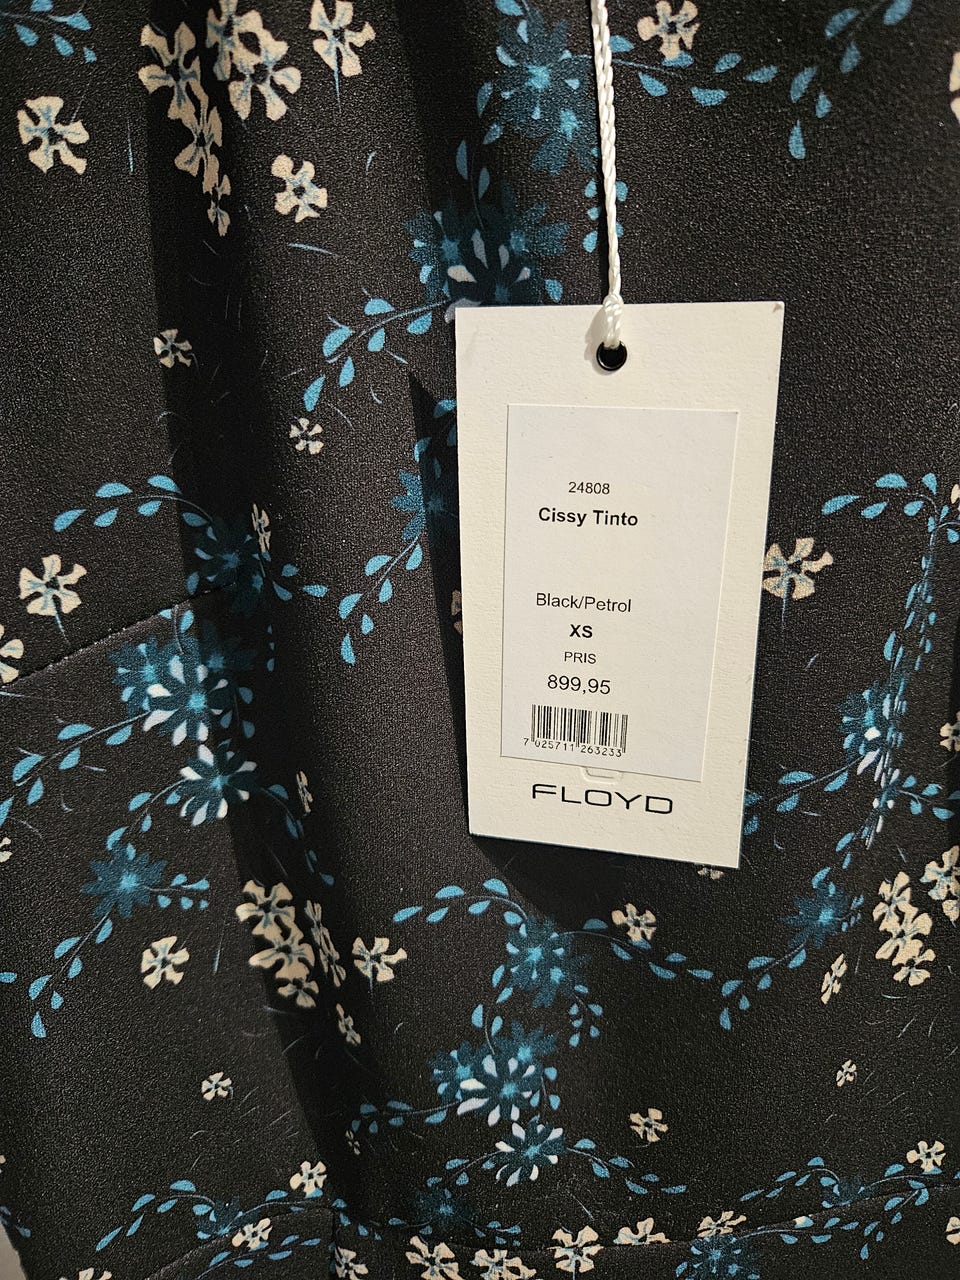 24808
Cissy Tinto
Black/Petrol
XS
PRIS
899,95
7 025711 263233
FLOYD